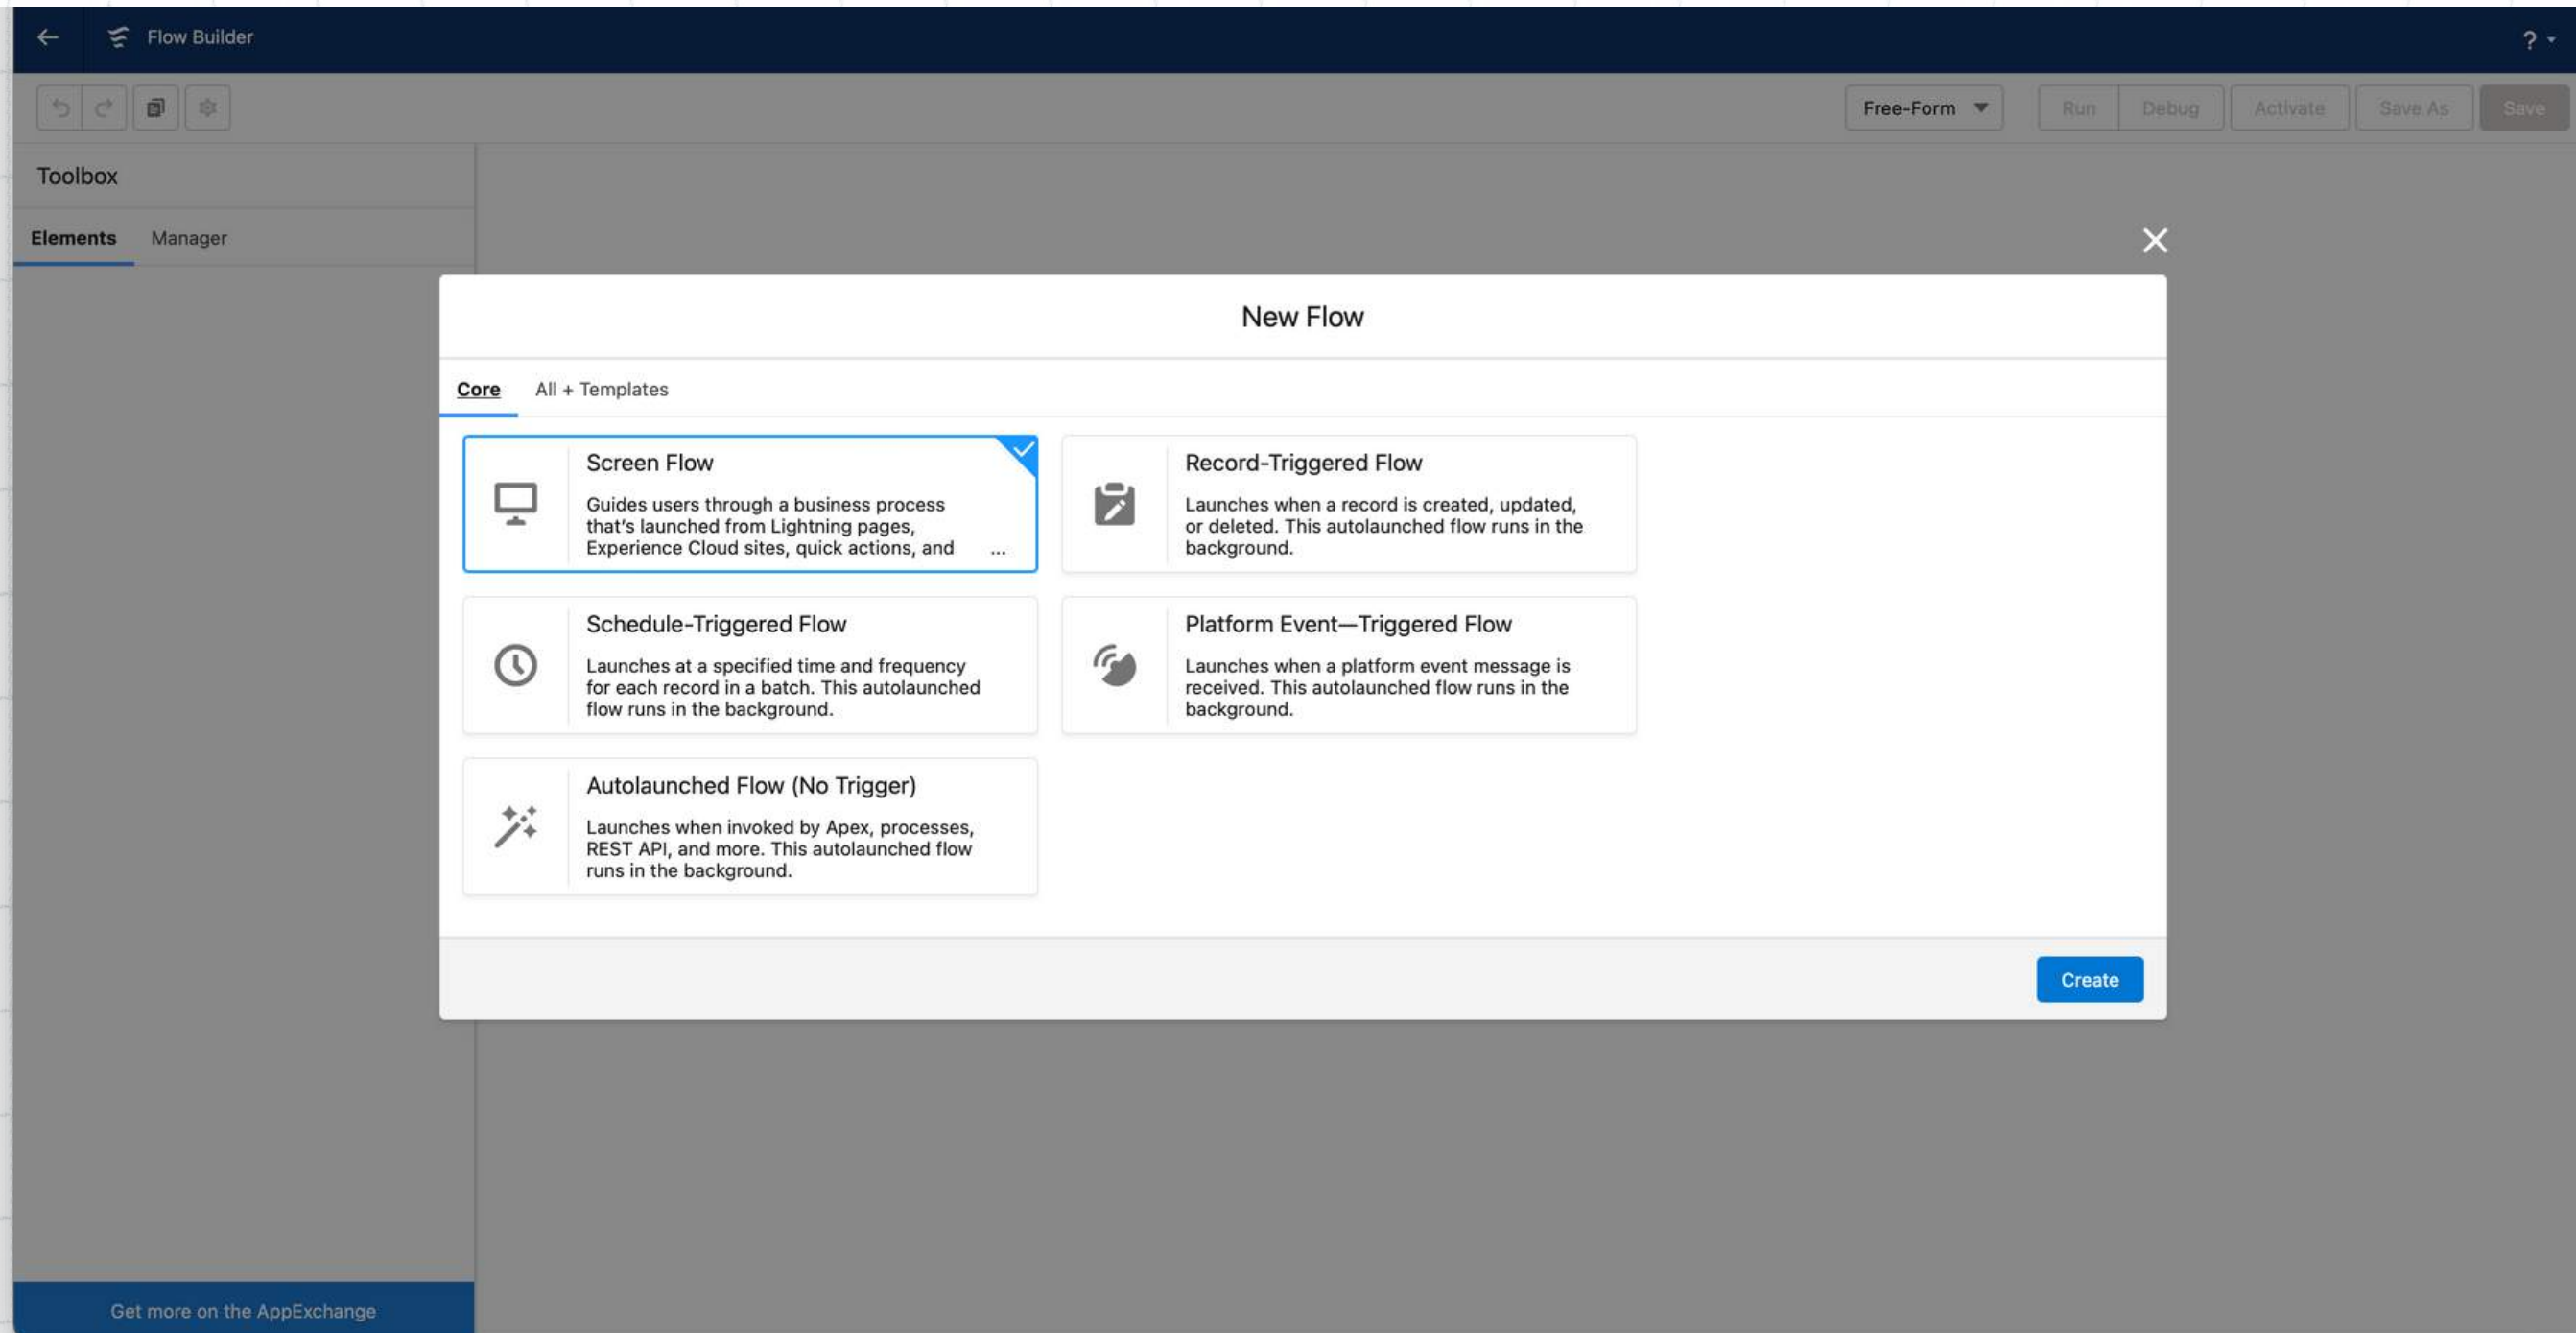 Flow Builder
?
Free-Form
Run
Debug
Activate
Save As
Save
Toolbox
Elements
Manager
New Flow
Core
All + Templates
Screen Flow
Guides users through a business process
that's launched from Lightning pages,
Experience Cloud sites, quick actions, and ...
Record-Triggered Flow
Launches when a record is created, updated,
or deleted. This autolaunched flow runs in the
background.
Schedule-Triggered Flow
Launches at a specified time and frequency
for each record in a batch. This autolaunched
flow runs in the background.
Platform Event—Triggered Flow
Launches when a platform event message is
received. This autolaunched flow runs in the
background.
Autolaunched Flow (No Trigger)
Launches when invoked by Apex, processes,
REST API, and more. This autolaunched flow
runs in the background.
Create
Get more on the AppExchange